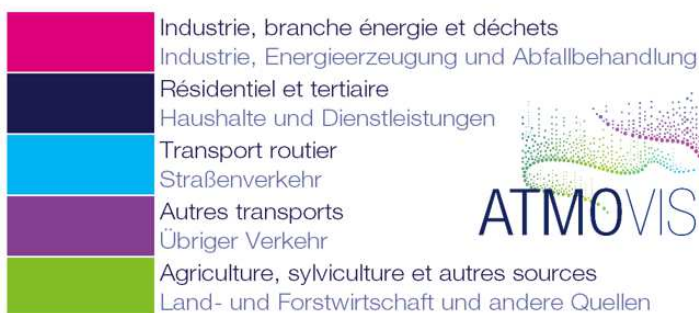 Industrie, branche énergie et déchets
Industrie, Energieerzeugung und Abfallbehandlung
Résidentiel et tertiaire
Haushalte und Dienstleistungen
Transport routier
Straßenverkehr
Autres transports
Übriger Verkehr
Agriculture, sylviculture et autres sources
Land- und Forstwirtschaft und andere Quellen
ATMOVIS